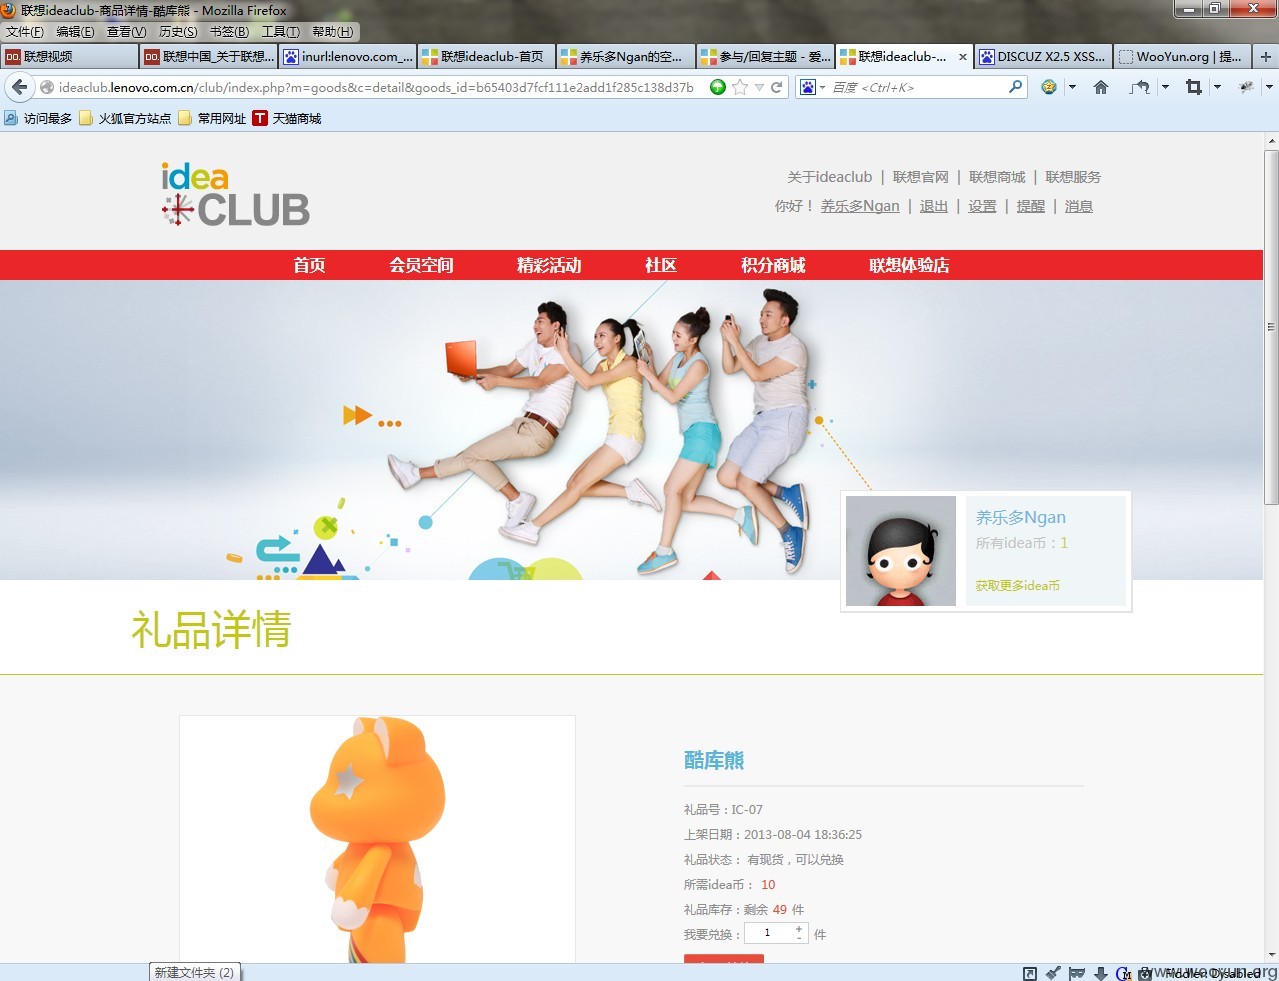 联想ideaclub-商品详情-酷库熊 - Mozilla Firefox
文件(F) 编辑(E) 查看(V) 历史(S) 书签(B) 工具(T) 帮助(H)
联想视频 联想中国_关于联想... inurl:lenovo.com_... 联想ideaclub-首页 养乐多Ngan的空... 参与/回复主题 - 爱... 联想ideaclub-... DISCUZ X2.5 XSS... WooYun.org | 提...
ideaclub.lenovo.com.cn/club/index.php?m=goods&c=detail&goods_id=b65403d7fcf111e2add1f285c138d37b 百度 <Ctrl+K>
访问最多 火狐官方站点 常用网址 天猫商城
idea
CLUB
关于ideaclub | 联想官网 | 联想商城 | 联想服务
你好！ 养乐多Ngan | 退出 | 设置 | 提醒 | 消息
首页 会员空间 精彩活动 社区 积分商城 联想体验店
养乐多Ngan
所有idea币：1
获取更多idea币
礼品详情
酷库熊
礼品号：IC-07
上架日期：2013-08-04 18:36:25
礼品状态： 有现货，可以兑换
所需idea币： 10
礼品库存：剩余 49 件
我要兑换： 1 件
新建文件夹 (2)
Fiddler: Disabled
www.wooyun.org